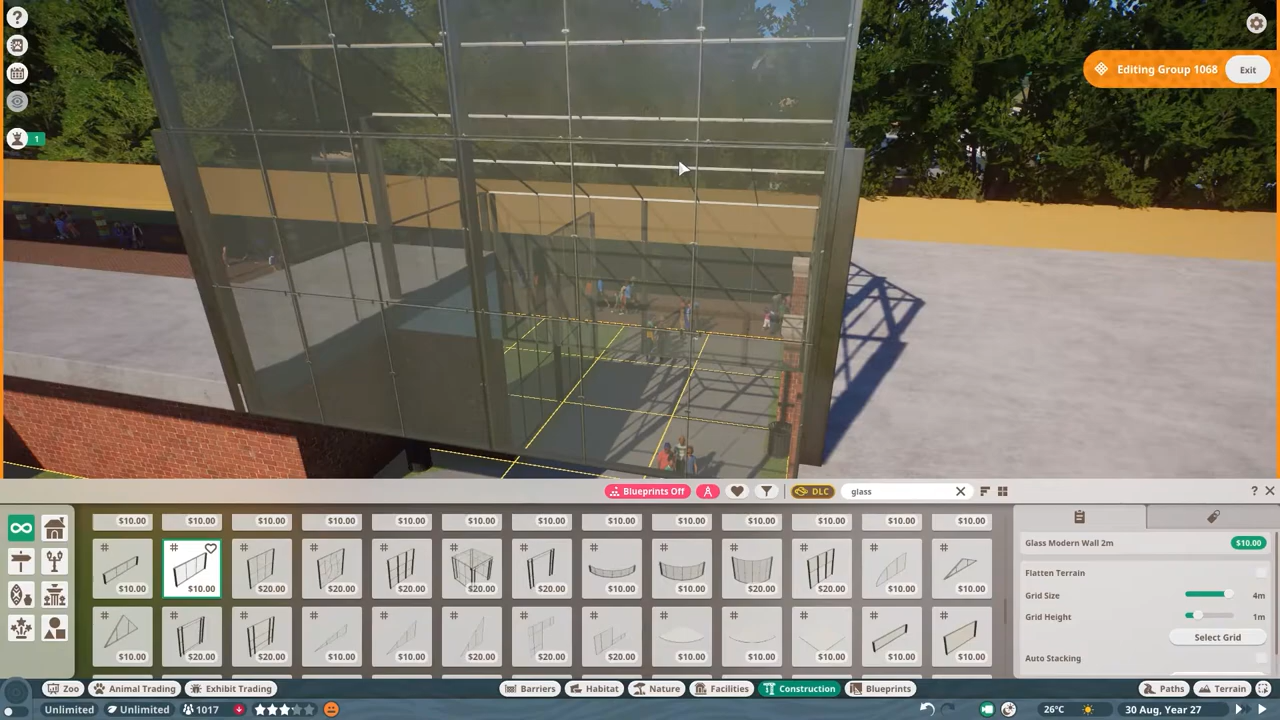 ?
Editing Group 1068 Exit
1
Blueprints Off DLC glass ?
$10.00 $10.00 $10.00 $10.00 $10.00 $10.00 $10.00 $10.00 $10.00 $10.00 $10.00 $10.00 $10.00
$10.00 $10.00 $20.00 $20.00 $20.00 $20.00 $20.00 $10.00 $10.00 $20.00 $20.00 $10.00 $10.00
$10.00 $20.00 $20.00 $10.00 $10.00 $10.00 $20.00 $20.00 $10.00 $10.00 $10.00 $10.00 $10.00
Glass Modern Wall 2m $10.00
Flatten Terrain
Grid Size 4m
Grid Height 1m
Select Grid
Auto Stacking
Zoo Animal Trading Exhibit Trading Barriers Habitat Nature Facilities Construction Blueprints Paths Terrain
Unlimited Unlimited 1017 26°C 30 Aug, Year 27